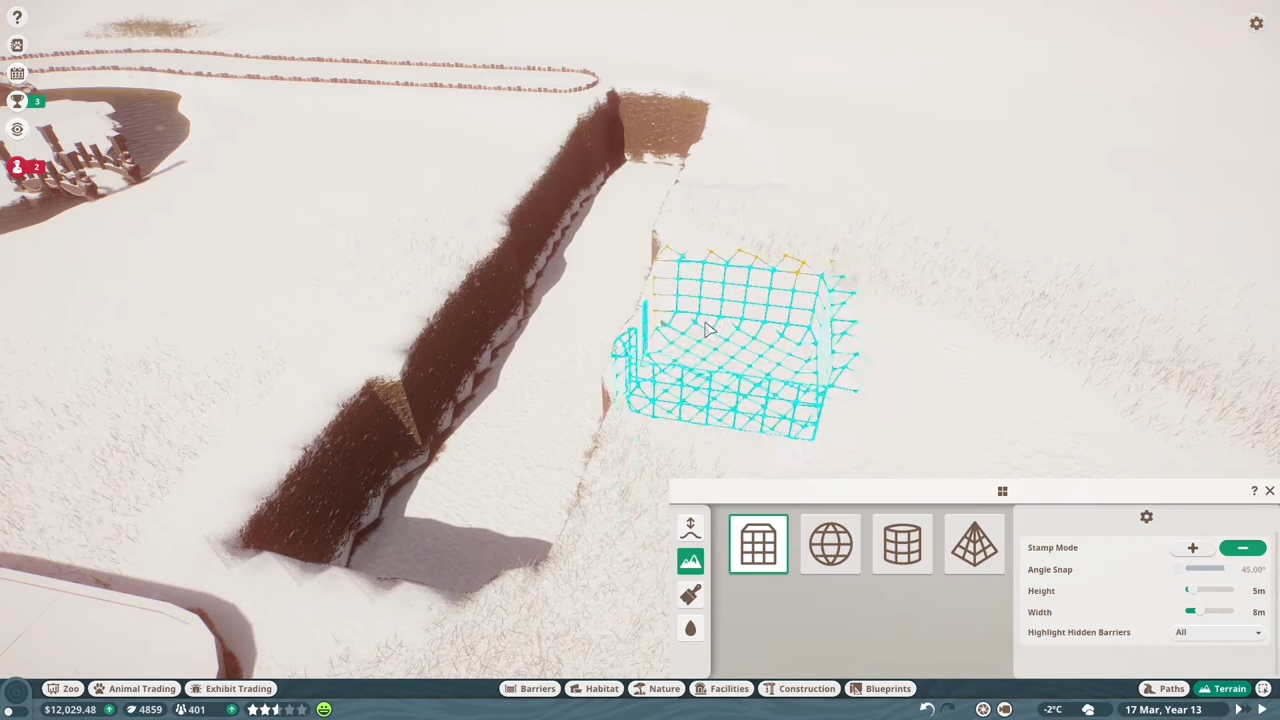 ?
3
2
? ×
Stamp Mode + −
Angle Snap 45.00°
Height 5m
Width 8m
Highlight Hidden Barriers All
Zoo Animal Trading Exhibit Trading Barriers Habitat Nature Facilities Construction Blueprints Paths Terrain
$12,029.48 4859 401 -2°C 17 Mar, Year 13